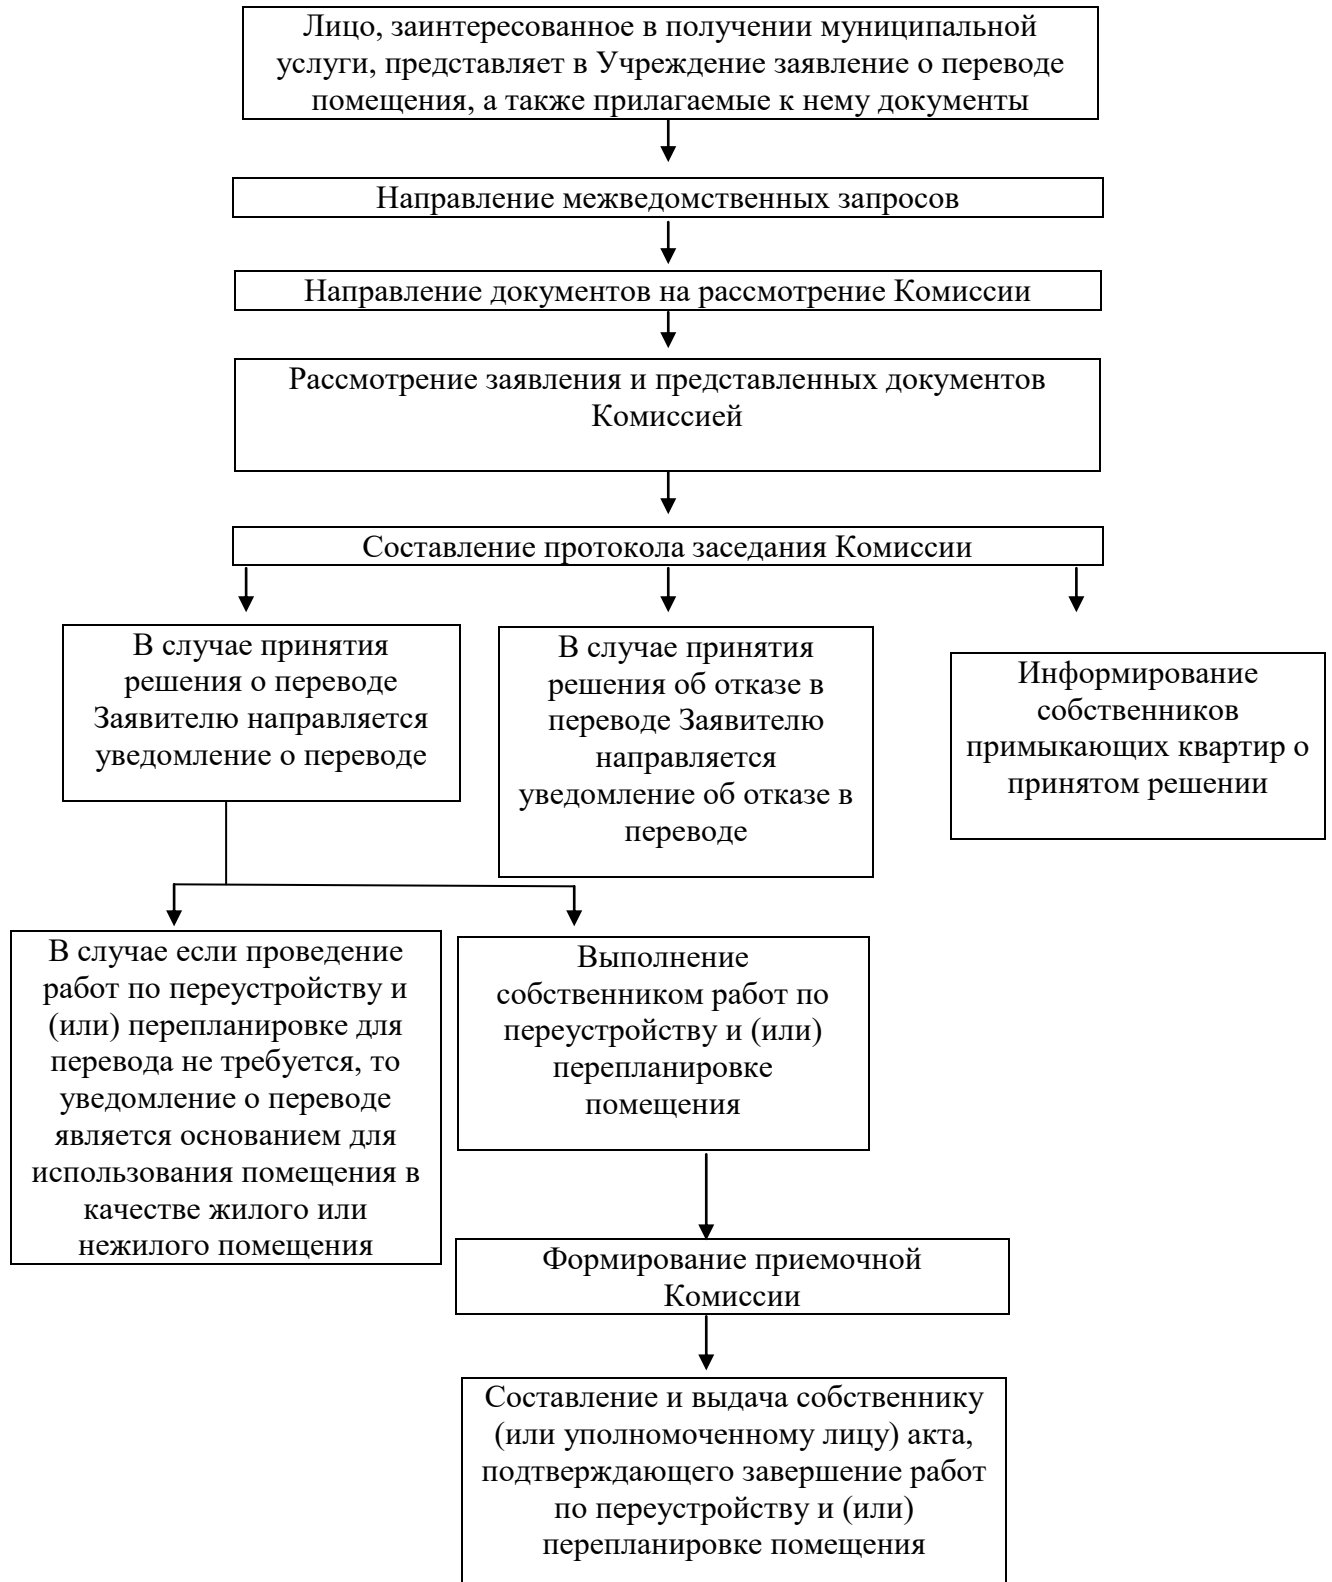 Лицо, заинтересованное в получении муниципальной
услуги, представляет в Учреждение заявление о переводе
помещения, а также прилагаемые к нему документы
Направление межведомственных запросов
Направление документов на рассмотрение Комиссии
Рассмотрение заявления и представленных документов
Комиссией
Составление протокола заседания Комиссии
В случае принятия
решения о переводе
Заявителю направляется
уведомление о переводе
В случае принятия
решения об отказе в
переводе Заявителю
направляется
уведомление об отказе в
переводе
Информирование
собственников
примыкающих квартир о
принятом решении
В случае если проведение
работ по переустройству и
(или) перепланировке для
перевода не требуется, то
уведомление о переводе
является основанием для
использования помещения в
качестве жилого или
нежилого помещения
Выполнение
собственником работ по
переустройству и (или)
перепланировке
помещения
Формирование приемочной
Комиссии
Составление и выдача собственнику
(или уполномоченному лицу) акта,
подтверждающего завершение работ
по переустройству и (или)
перепланировке помещения